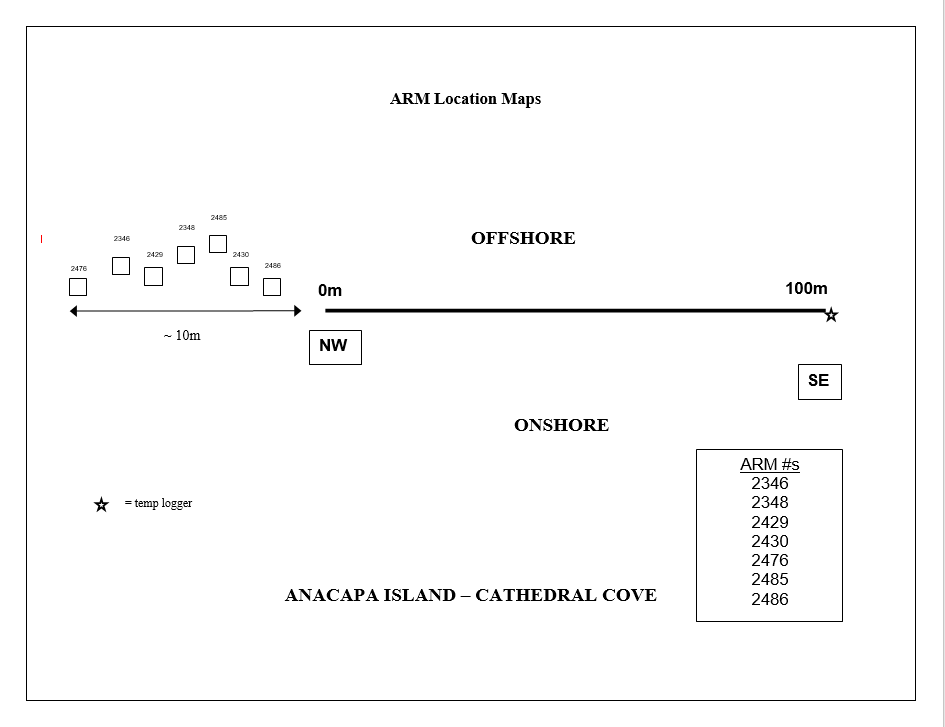 ARM Location Maps
2485
2348
2346
OFFSHORE
2429
2430
2486
2476
0m
100m
~ 10m
NW
SE
ONSHORE
ARM #s
2346
2348
2429
2430
2476
2485
2486
= temp logger
ANACAPA ISLAND – CATHEDRAL COVE